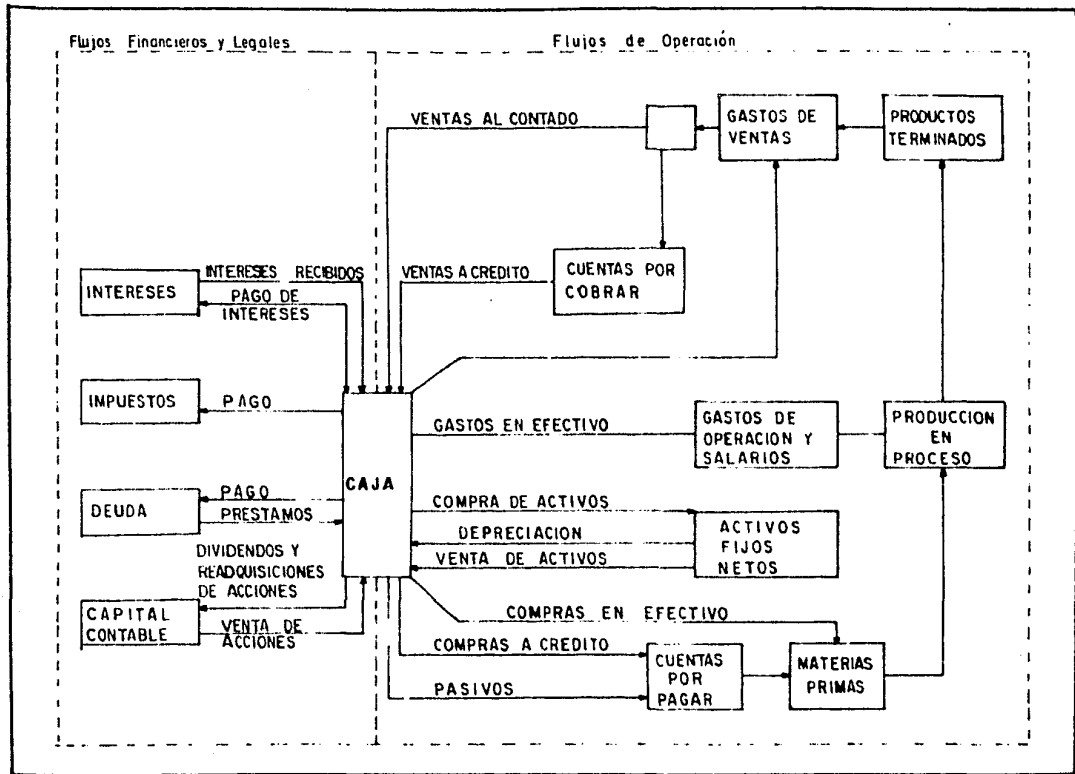 Flujos Financieros y Legales
Flujos de Operación
VENTAS AL CONTADO
GASTOS DE
VENTAS
PRODUCTOS
TERMINADOS
INTERESES RECIBIDOS
VENTAS A CREDITO
CUENTAS POR
COBRAR
INTERESES
PAGO DE
INTERESES
IMPUESTOS
PAGO
GASTOS EN EFECTIVO
GASTOS DE
OPERACION Y
SALARIOS
PRODUCCION
EN
PROCESO
CAJA
DEUDA
PAGO
PRESTAMOS
COMPRA DE ACTIVOS
DEPRECIACION
VENTA DE ACTIVOS
ACTIVOS
FIJOS
NETOS
DIVIDENDOS Y
READQUISICIONES
DE ACCIONES
CAPITAL
CONTABLE
VENTA DE
ACCIONES
COMPRAS EN EFECTIVO
COMPRAS A CREDITO
PASIVOS
CUENTAS
POR
PAGAR
MATERIAS
PRIMAS